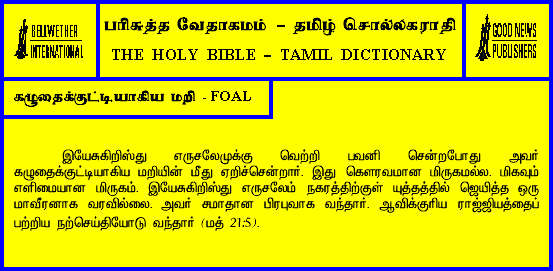 BELLWETHER
INTERNATIONAL
பரிசுத்த வேதாகமம் – தமிழ் சொல்லகராதி
THE HOLY BIBLE – TAMIL DICTIONARY
GOOD NEWS
PUBLISHERS
கழுதைக்குட்டியாகிய மறி - FOAL
இயேசுகிறிஸ்து எருசலேமுக்கு வெற்றி பவனி சென்றபோது அவர்
கழுதைக்குட்டியாகிய மறியின் மீது ஏறிச்சென்றார். இது கௌரவமான மிருகமல்ல. மிகவும்
எளிமையான மிருகம். இயேசுகிறிஸ்து எருசலேம் நகரத்திற்குள் யுத்தத்தில் ஜெயித்த ஒரு
மாவீரனாக வரவில்லை. அவர் சமாதான பிரபுவாக வந்தார். ஆவிக்குரிய ராஜ்ஜியத்தைப்
பற்றிய நற்செய்தியோடு வந்தார் (மத் 21:5).